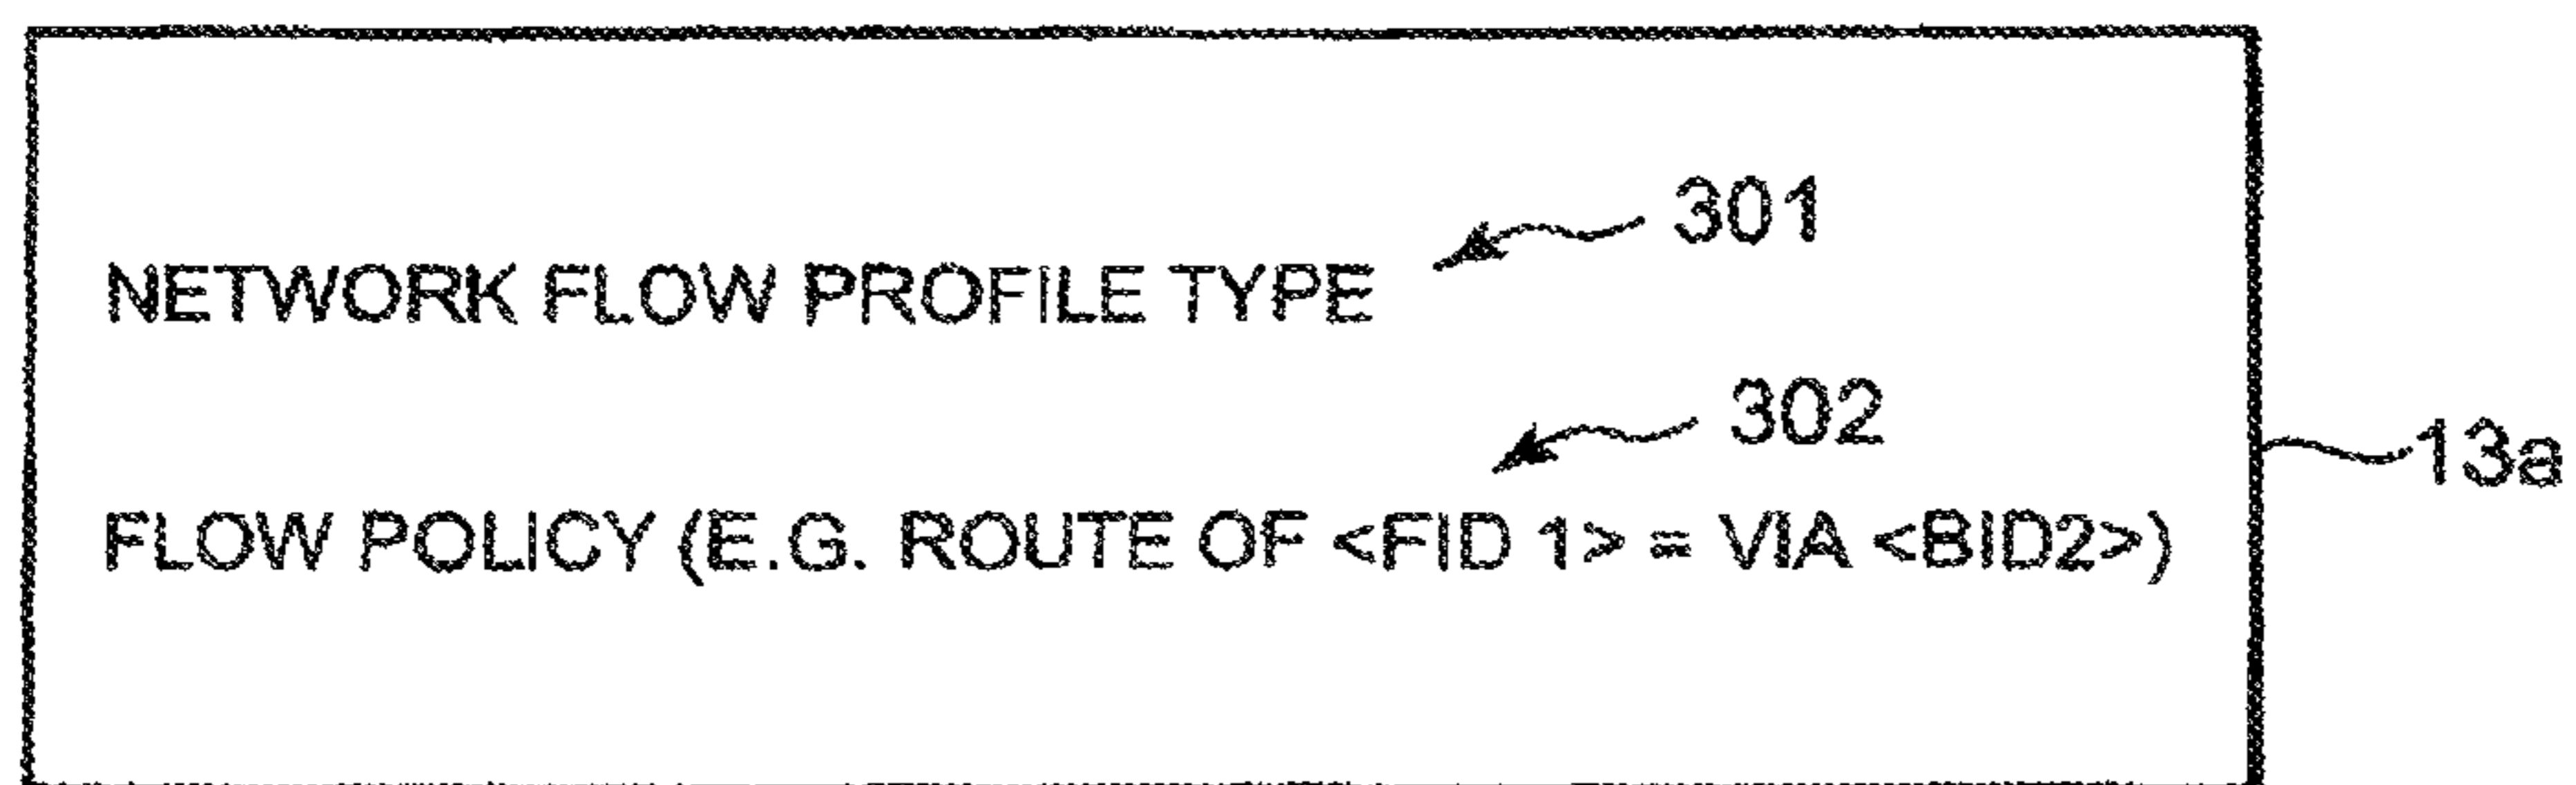 301
NETWORK FLOW PROFILE TYPE
302
13a
FLOW POLICY (E.G. ROUTE OF <FID 1> = VIA <BID2>)